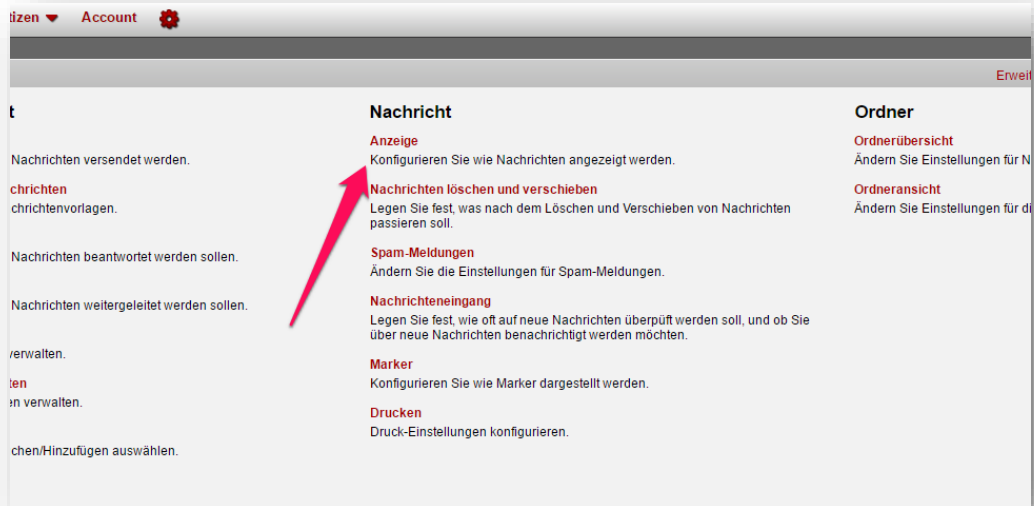 tizen Account
Erweit
t
Nachrichten versendet werden.
chrichten
chrichtenvorlagen.
Nachrichten beantwortet werden sollen.
Nachrichten weitergeleitet werden sollen.
verwalten.
ten
en verwalten.
chen/Hinzufügen auswählen.
Nachricht
Anzeige
Konfigurieren Sie wie Nachrichten angezeigt werden.
Nachrichten löschen und verschieben
Legen Sie fest, was nach dem Löschen und Verschieben von Nachrichten
passieren soll.
Spam-Meldungen
Ändern Sie die Einstellungen für Spam-Meldungen.
Nachrichteneingang
Legen Sie fest, wie oft auf neue Nachrichten überpüft werden soll, und ob Sie
über neue Nachrichten benachrichtigt werden möchten.
Marker
Konfigurieren Sie wie Marker dargestellt werden.
Drucken
Druck-Einstellungen konfigurieren.
Ordner
Ordnerübersicht
Ändern Sie Einstellungen für N
Ordneransicht
Ändern Sie Einstellungen für di